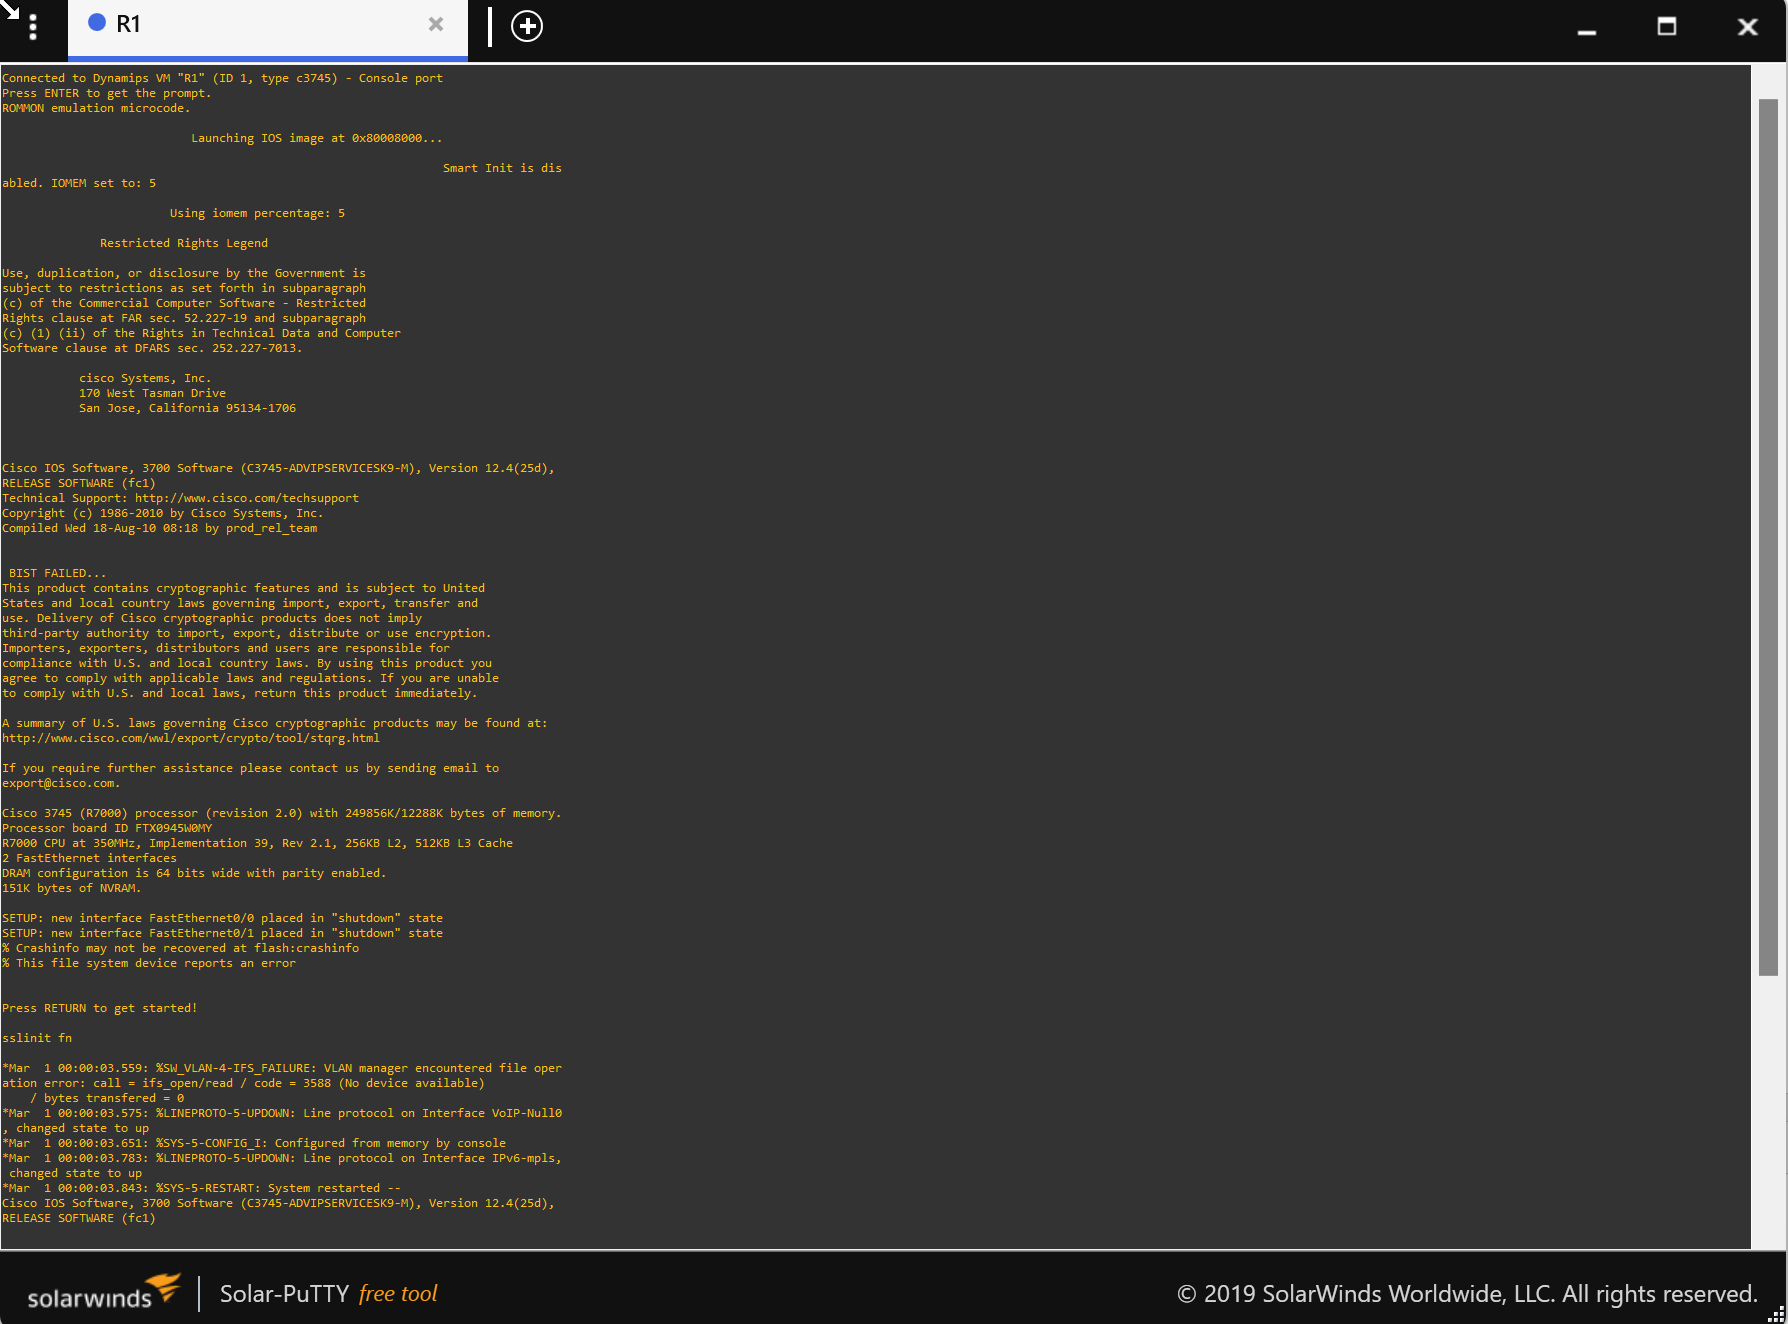 R1
Connected to Dynamips VM "R1" (ID 1, type c3745) - Console port
Press ENTER to get the prompt.
ROMMON emulation microcode.
Launching IOS image at 0x80008000...
Smart Init is dis
abled. IOMEM set to: 5
Using iomem percentage: 5
Restricted Rights Legend
Use, duplication, or disclosure by the Government is
subject to restrictions as set forth in subparagraph
(c) of the Commercial Computer Software - Restricted
Rights clause at FAR sec. 52.227-19 and subparagraph
(c) (1) (ii) of the Rights in Technical Data and Computer
Software clause at DFARS sec. 252.227-7013.
cisco Systems, Inc.
170 West Tasman Drive
San Jose, California 95134-1706
Cisco IOS Software, 3700 Software (C3745-ADVIPSERVICESK9-M), Version 12.4(25d),
RELEASE SOFTWARE (fc1)
Technical Support: http://www.cisco.com/techsupport
Copyright (c) 1986-2010 by Cisco Systems, Inc.
Compiled Wed 18-Aug-10 08:18 by prod_rel_team
BIST FAILED...
This product contains cryptographic features and is subject to United
States and local country laws governing import, export, transfer and
use. Delivery of Cisco cryptographic products does not imply
third-party authority to import, export, distribute or use encryption.
Importers, exporters, distributors and users are responsible for
compliance with U.S. and local country laws. By using this product you
agree to comply with applicable laws and regulations. If you are unable
to comply with U.S. and local laws, return this product immediately.
A summary of U.S. laws governing Cisco cryptographic products may be found at:
http://www.cisco.com/wwl/export/crypto/tool/stqrg.html
If you require further assistance please contact us by sending email to
export@cisco.com.
Cisco 3745 (R7000) processor (revision 2.0) with 249856K/12288K bytes of memory.
Processor board ID FTX0945W0MY
R7000 CPU at 350MHz, Implementation 39, Rev 2.1, 256KB L2, 512KB L3 Cache
2 FastEthernet interfaces
DRAM configuration is 64 bits wide with parity enabled.
151K bytes of NVRAM.
SETUP: new interface FastEthernet0/0 placed in "shutdown" state
SETUP: new interface FastEthernet0/1 placed in "shutdown" state
% Crashinfo may not be recovered at flash:crashinfo
% This file system device reports an error
Press RETURN to get started!
sslinit fn
*Mar  1 00:00:03.559: %SW_VLAN-4-IFS_FAILURE: VLAN manager encountered file oper
ation error: call = ifs_open/read / code = 3588 (No device available)
/ bytes transfered = 0
*Mar  1 00:00:03.575: %LINEPROTO-5-UPDOWN: Line protocol on Interface VoIP-Null0
, changed state to up
*Mar  1 00:00:03.651: %SYS-5-CONFIG_I: Configured from memory by console
*Mar  1 00:00:03.783: %LINEPROTO-5-UPDOWN: Line protocol on Interface IPv6-mpls,
changed state to up
*Mar  1 00:00:03.843: %SYS-5-RESTART: System restarted --
Cisco IOS Software, 3700 Software (C3745-ADVIPSERVICESK9-M), Version 12.4(25d),
RELEASE SOFTWARE (fc1)
solarwinds Solar-PuTTY free tool © 2019 SolarWinds Worldwide, LLC. All rights reserved.